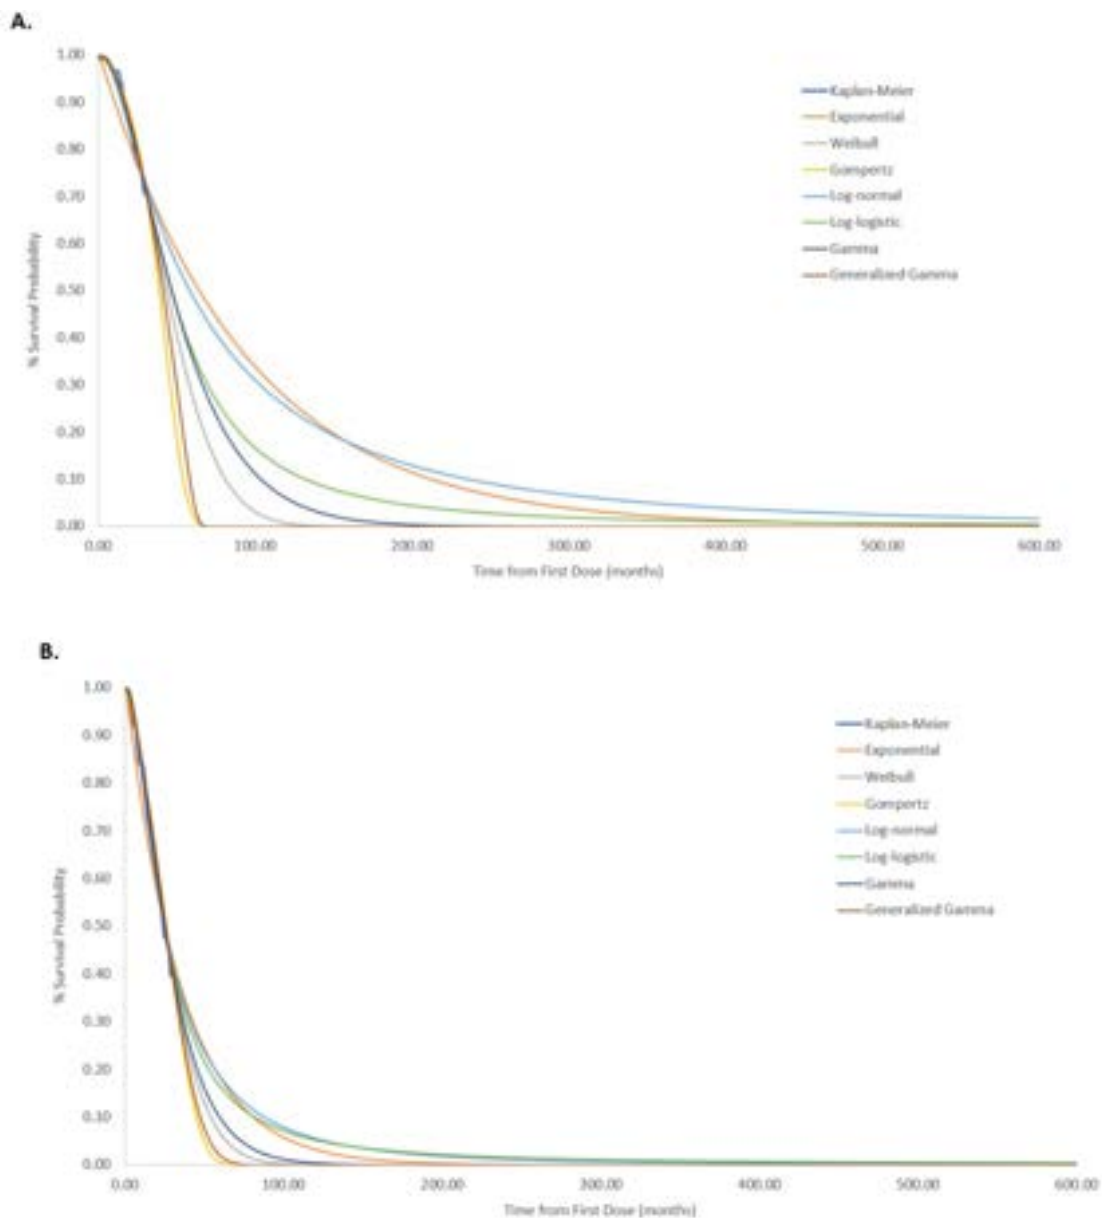 A.
1.00
0.90
0.80
0.70
0.60
0.50
0.40
0.30
0.20
0.10
0.00
% Survival Probability
0.00 100.00 200.00 300.00 400.00 500.00 600.00
Time from First Dose (months)
Kaplan-Meier
Exponential
Weibull
Gompertz
Log-normal
Log-logistic
Gamma
Generalized Gamma
B.
1.00
0.90
0.80
0.70
0.60
0.50
0.40
0.30
0.20
0.10
0.00
% Survival Probability
0.00 100.00 200.00 300.00 400.00 500.00 600.00
Time from First Dose (months)
Kaplan-Meier
Exponential
Weibull
Gompertz
Log-normal
Log-logistic
Gamma
Generalized Gamma